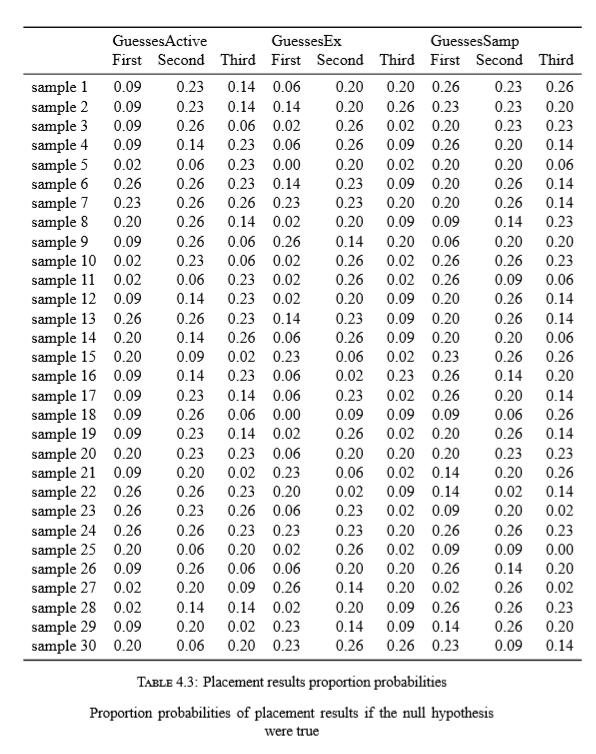 GuessesActive GuessesEx GuessesSamp
First Second Third First Second Third First Second Third
sample 1 0.09 0.23 0.14 0.06 0.20 0.20 0.26 0.23 0.26
sample 2 0.09 0.23 0.14 0.14 0.20 0.26 0.23 0.23 0.20
sample 3 0.09 0.26 0.06 0.02 0.26 0.02 0.20 0.23 0.23
sample 4 0.09 0.14 0.23 0.06 0.26 0.09 0.26 0.20 0.14
sample 5 0.02 0.06 0.23 0.00 0.20 0.02 0.20 0.20 0.06
sample 6 0.26 0.26 0.23 0.14 0.23 0.09 0.20 0.26 0.14
sample 7 0.23 0.26 0.26 0.23 0.23 0.20 0.20 0.26 0.14
sample 8 0.20 0.26 0.14 0.02 0.20 0.09 0.09 0.14 0.23
sample 9 0.09 0.26 0.06 0.26 0.14 0.20 0.06 0.20 0.20
sample 10 0.02 0.23 0.06 0.02 0.26 0.02 0.26 0.26 0.23
sample 11 0.02 0.06 0.23 0.02 0.26 0.02 0.26 0.09 0.06
sample 12 0.09 0.14 0.23 0.02 0.20 0.09 0.20 0.26 0.14
sample 13 0.26 0.26 0.23 0.14 0.23 0.09 0.20 0.26 0.14
sample 14 0.20 0.14 0.26 0.06 0.26 0.09 0.20 0.20 0.06
sample 15 0.20 0.09 0.02 0.23 0.06 0.02 0.23 0.26 0.26
sample 16 0.09 0.14 0.23 0.06 0.02 0.23 0.26 0.14 0.20
sample 17 0.09 0.23 0.14 0.06 0.23 0.02 0.26 0.20 0.14
sample 18 0.09 0.26 0.06 0.00 0.09 0.09 0.09 0.06 0.26
sample 19 0.09 0.23 0.14 0.02 0.26 0.02 0.20 0.26 0.14
sample 20 0.20 0.23 0.23 0.06 0.20 0.20 0.20 0.23 0.23
sample 21 0.09 0.20 0.02 0.23 0.06 0.02 0.14 0.20 0.26
sample 22 0.26 0.26 0.23 0.20 0.02 0.09 0.14 0.02 0.14
sample 23 0.26 0.23 0.26 0.06 0.23 0.02 0.09 0.20 0.02
sample 24 0.26 0.26 0.23 0.23 0.23 0.20 0.26 0.26 0.23
sample 25 0.20 0.06 0.20 0.02 0.26 0.02 0.09 0.09 0.00
sample 26 0.09 0.26 0.06 0.06 0.20 0.20 0.26 0.14 0.20
sample 27 0.02 0.20 0.09 0.26 0.14 0.20 0.02 0.26 0.02
sample 28 0.02 0.14 0.14 0.02 0.20 0.09 0.26 0.26 0.23
sample 29 0.09 0.20 0.02 0.23 0.14 0.09 0.14 0.26 0.20
sample 30 0.20 0.06 0.20 0.23 0.26 0.26 0.23 0.09 0.14
TABLE 4.3: Placement results proportion probabilities
Proportion probabilities of placement results if the null hypothesis
were true